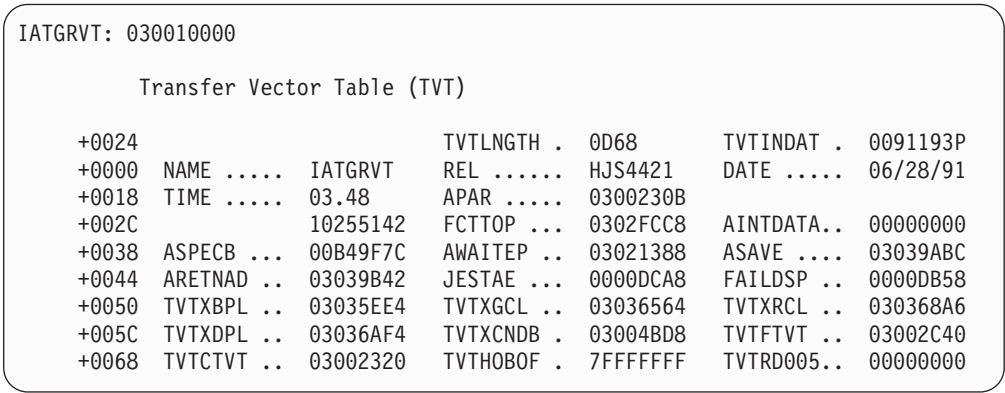 IATGRVT: 030010000
Transfer Vector Table (TVT)
+0024 TVTLNGTH . 0D68 TVTINDAT . 0091193P
+0000 NAME ..... IATGRVT REL ...... HJS4421 DATE ..... 06/28/91
+0018 TIME ..... 03.48 APAR ..... 0300230B
+002C 10255142 FCTTOP ... 0302FCC8 AINTDATA.. 00000000
+0038 ASPECB ... 00B49F7C AWAITEP .. 03021388 ASAVE .... 03039ABC
+0044 ARETNAD .. 03039B42 JESTAE ... 0000DCA8 FAILDSP .. 0000DB58
+0050 TVTXBPL .. 03035EE4 TVTXGCL .. 03036564 TVTXRCL .. 030368A6
+005C TVTXDPL .. 03036AF4 TVTXCNDB . 03004BD8 TVTFTVT .. 03002C40
+0068 TVTCTVT .. 03002320 TVTHOBOF . 7FFFFFFF TVTRD005.. 00000000